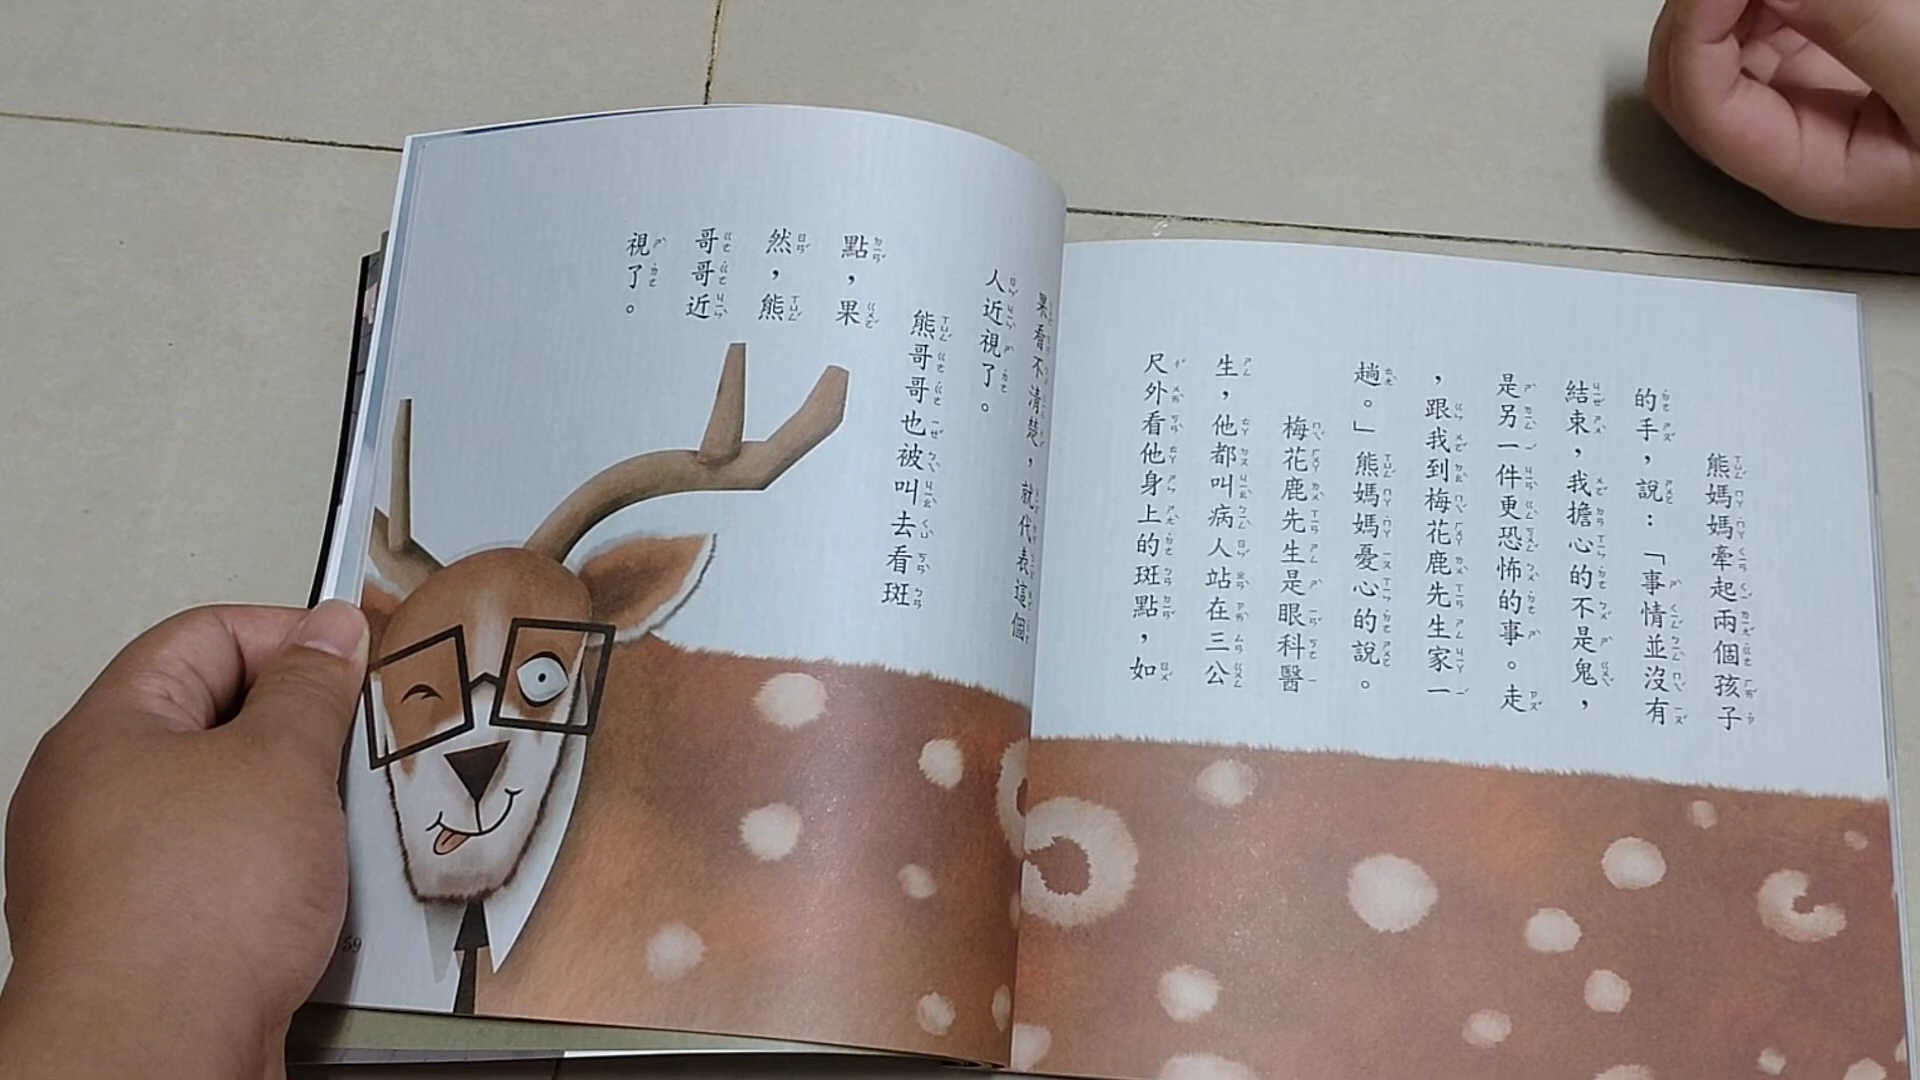 熊媽媽牽起兩個孩子
的手，說：「事情並沒有
結束，我擔心的不是鬼，
是另一件更恐怖的事。走
，跟我到梅花鹿先生家一
趟。」熊媽媽憂心的說。
梅花鹿先生是眼科醫
生，他都叫病人站在三公
尺外看他身上的斑點，如
果看不清楚，就代表這個
人近視了。
熊哥哥也被叫去看斑
點，果
然，熊
哥哥近
視了。
59